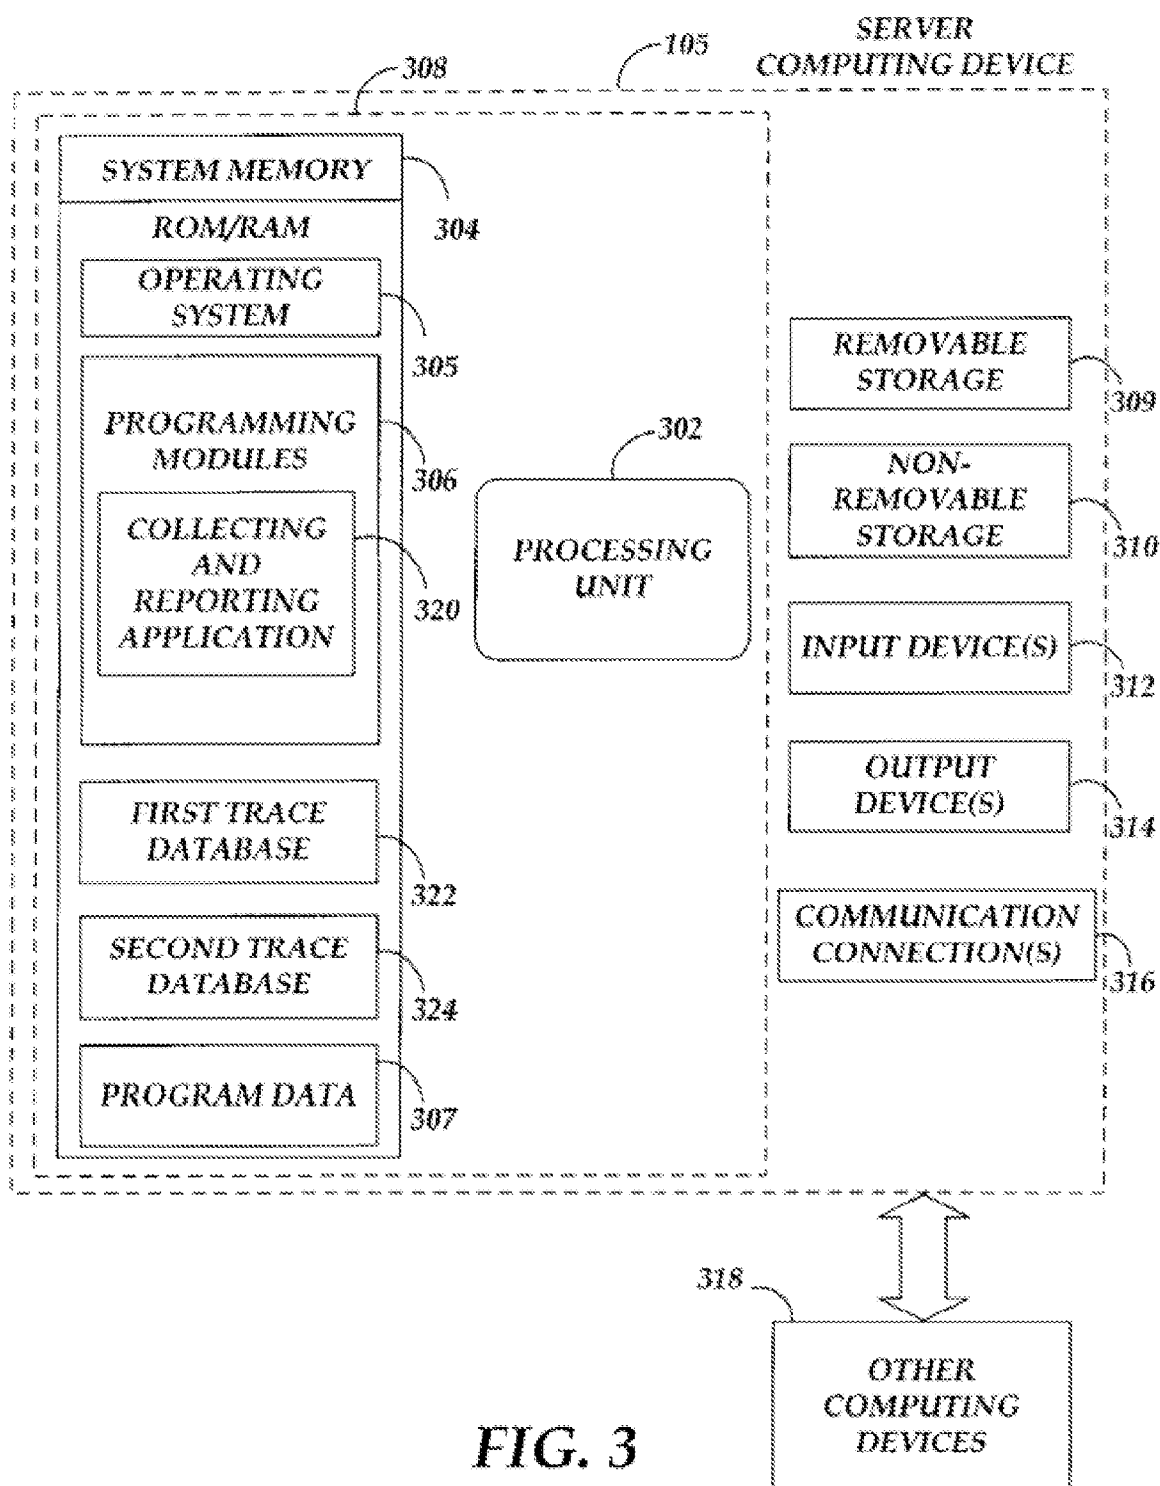 SERVER
COMPUTING DEVICE
105
308
SYSTEM MEMORY
304
ROM/RAM
OPERATING
SYSTEM
305
PROGRAMMING
MODULES
306
COLLECTING
AND
REPORTING
APPLICATION
320
FIRST TRACE
DATABASE
322
SECOND TRACE
DATABASE
324
PROGRAM DATA
307
302
PROCESSING
UNIT
REMOVABLE
STORAGE
309
NON-
REMOVABLE
STORAGE
310
INPUT DEVICE(S)
312
OUTPUT
DEVICE(S)
314
COMMUNICATION
CONNECTION(S)
316
318
OTHER
COMPUTING
DEVICES
FIG. 3